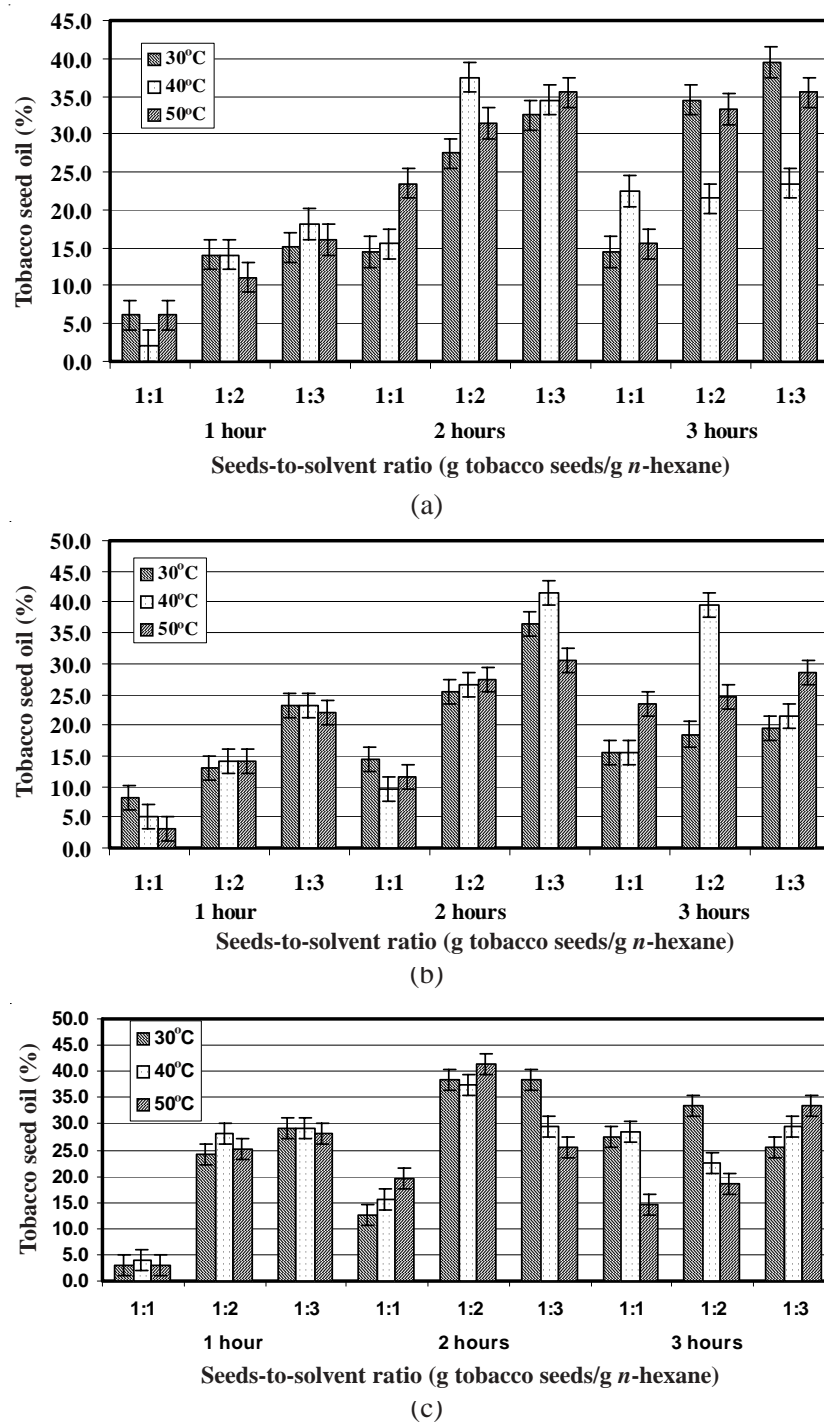 45.0
40.0
35.0
30.0
25.0
20.0
15.0
10.0
5.0
0.0
Tobacco seed oil (%)
30°C
40°C
50°C
1:1 1:2 1:3 1:1 1:2 1:3 1:1 1:2 1:3
1 hour 2 hours 3 hours
Seeds-to-solvent ratio (g tobacco seeds/g n-hexane)
(a)
50.0
45.0
40.0
35.0
30.0
25.0
20.0
15.0
10.0
5.0
0.0
Tobacco seed oil (%)
30°C
40°C
50°C
1:1 1:2 1:3 1:1 1:2 1:3 1:1 1:2 1:3
1 hour 2 hours 3 hours
Seeds-to-solvent ratio (g tobacco seeds/g n-hexane)
(b)
50.0
45.0
40.0
35.0
30.0
25.0
20.0
15.0
10.0
5.0
0.0
Tobacco seed oil (%)
30°C
40°C
50°C
1:1 1:2 1:3 1:1 1:2 1:3 1:1 1:2 1:3
1 hour 2 hours 3 hours
Seeds-to-solvent ratio (g tobacco seeds/g n-hexane)
(c)